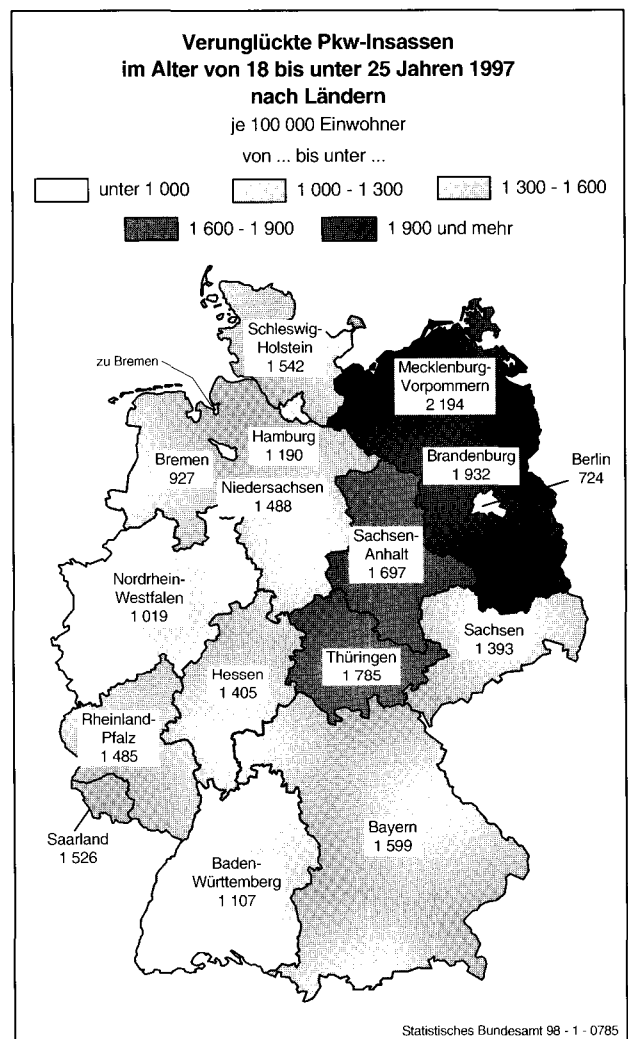 Verunglückte Pkw-Insassen
im Alter von 18 bis unter 25 Jahren 1997
nach Ländern
je 100 000 Einwohner
von ... bis unter ...
unter 1 000
1 000 - 1 300
1 300 - 1 600
1 600 - 1 900
1 900 und mehr
Schleswig-
Holstein
1 542
zu Bremen
Mecklenburg-
Vorpommern
2 194
Hamburg
1 190
Bremen
927
Brandenburg
1 932
Berlin
724
Niedersachsen
1 488
Sachsen-
Anhalt
1 697
Nordrhein-
Westfalen
1 019
Sachsen
1 393
Thüringen
1 785
Hessen
1 405
Rheinland-
Pfalz
1 485
Saarland
1 526
Bayern
1 599
Baden-
Württemberg
1 107
Statistisches Bundesamt 98 - 1 - 0785